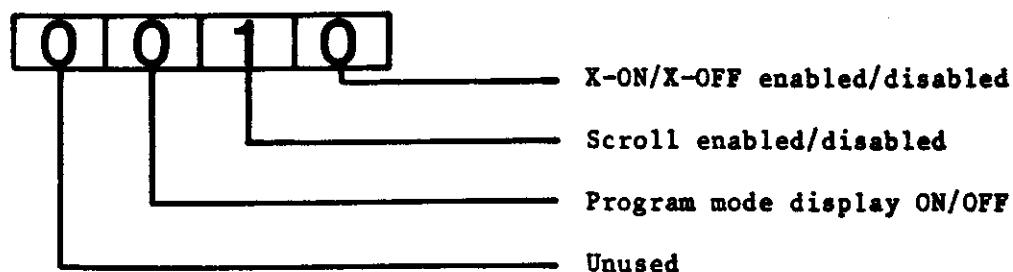 0 0 1 0
X-ON/X-OFF enabled/disabled
Scroll enabled/disabled
Program mode display ON/OFF
Unused